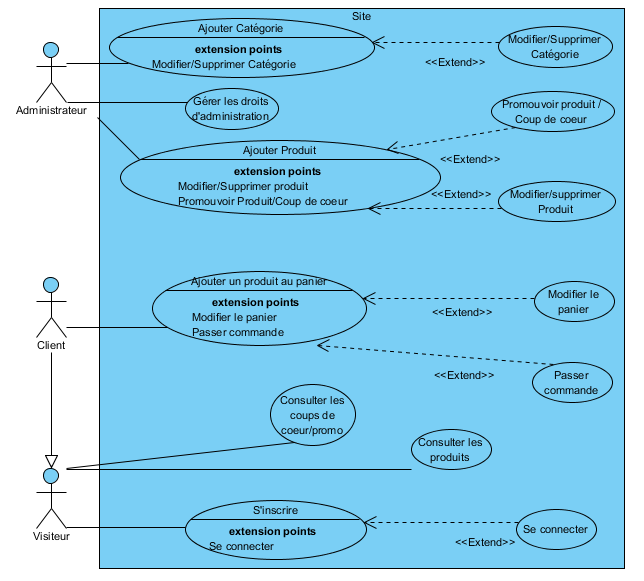 Site
Ajouter Catégorie
extension points
Modifier/Supprimer Catégorie
<<Extend>>
Modifier/Supprimer
Catégorie
Administrateur
Gérer les droits
d'administration
Promouvoir produit /
Coup de coeur
Ajouter Produit
extension points
Modifier/Supprimer produit
Promouvoir Produit/Coup de coeur
<<Extend>>
<<Extend>>
Modifier/supprimer
Produit
Client
Ajouter un produit au panier
extension points
Modifier le panier
Passer commande
<<Extend>>
Modifier le
panier
<<Extend>>
Passer
commande
Consulter les
coups de
coeur/promo
Consulter les
produits
Visiteur
S'inscrire
extension points
Se connecter
<<Extend>>
Se connecter